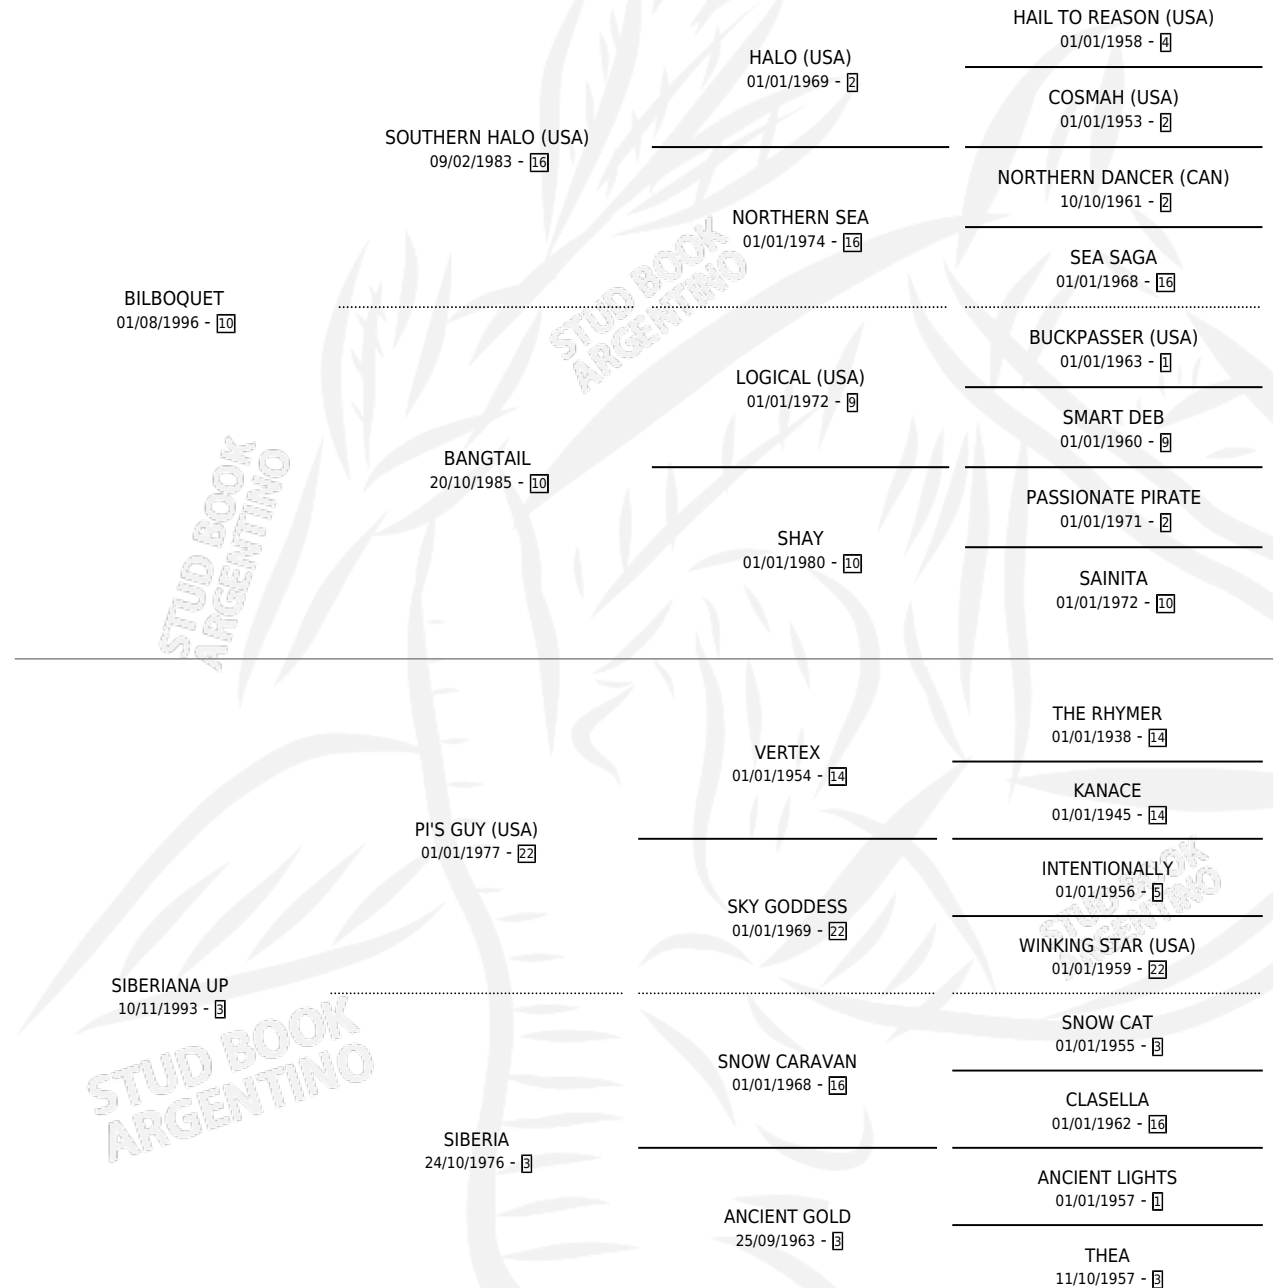 HAIL TO REASON (USA)
01/01/1958 - 4
HALO (USA)
01/01/1969 - 2
COSMAH (USA)
01/01/1953 - 2
SOUTHERN HALO (USA)
09/02/1983 - 16
NORTHERN DANCER (CAN)
10/10/1961 - 2
NORTHERN SEA
01/01/1974 - 16
SEA SAGA
01/01/1968 - 16
BILBOQUET
01/08/1996 - 10
STUD BOOK
ARGENTINO
BUCKPASSER (USA)
01/01/1963 - 1
LOGICAL (USA)
01/01/1972 - 9
SMART DEB
01/01/1960 - 9
BANGTAIL
20/10/1985 - 10
PASSIONATE PIRATE
01/01/1971 - 2
SHAY
01/01/1980 - 10
SAINITA
01/01/1972 - 10
STUD BOOK
ARGENTINO
THE RHYMER
01/01/1938 - 14
VERTEX
01/01/1954 - 14
KANACE
01/01/1945 - 14
PI'S GUY (USA)
01/01/1977 - 22
INTENTIONALLY
01/01/1956 - 5
SKY GODDESS
01/01/1969 - 22
STUD BOOK
ARGENTINO
WINKING STAR (USA)
01/01/1959 - 22
SIBERIANA UP
10/11/1993 - 3
SNOW CAT
01/01/1955 - 3
SNOW CARAVAN
01/01/1968 - 16
STUD BOOK
ARGENTINO
CLASELLA
01/01/1962 - 16
SIBERIA
24/10/1976 - 3
ANCIENT LIGHTS
01/01/1957 - 1
ANCIENT GOLD
25/09/1963 - 3
THEA
11/10/1957 - 3